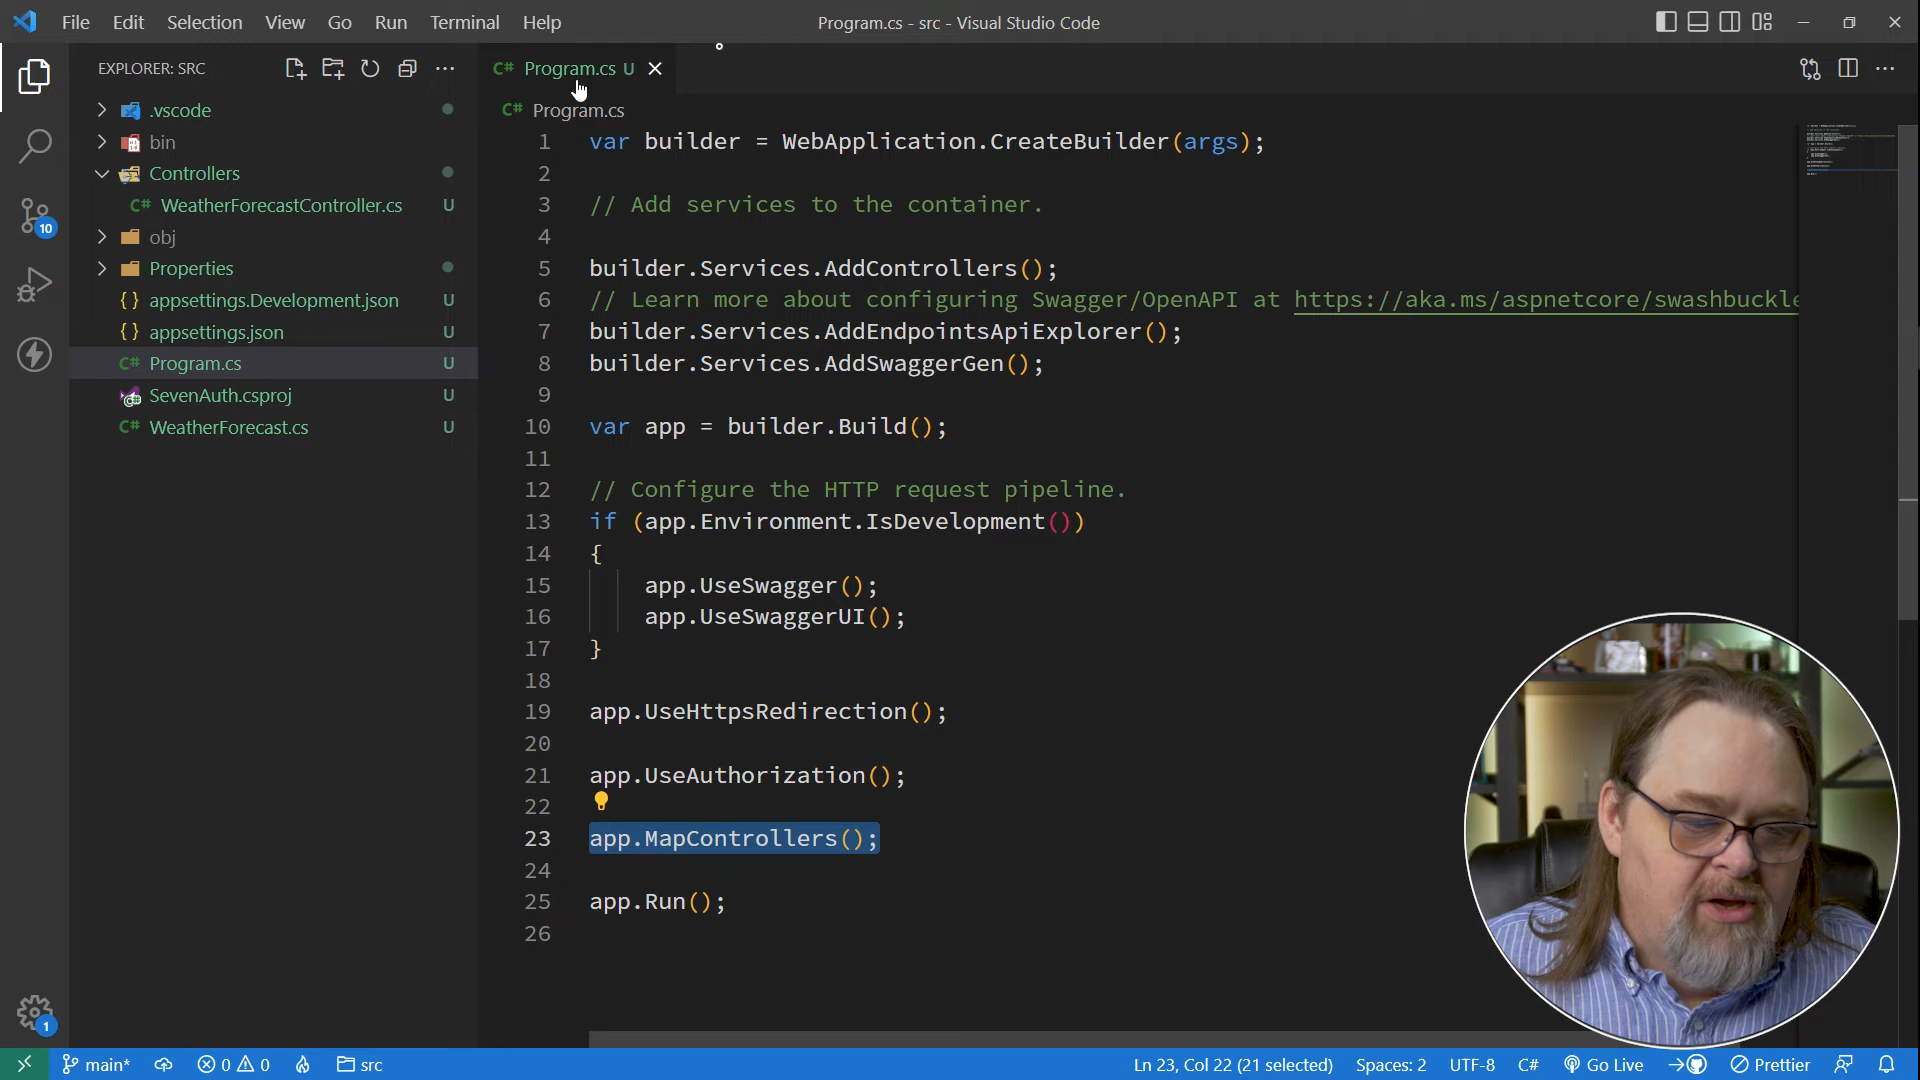 File Edit Selection View Go Run Terminal Help
Program.cs - src - Visual Studio Code
EXPLORER: SRC
C# Program.cs U
.vscode
bin
Controllers
C# WeatherForecastController.cs U
obj
Properties
{ } appsettings.Development.json U
{ } appsettings.json U
C# Program.cs U
SevenAuth.csproj U
C# WeatherForecast.cs U
10
1
C# Program.cs
1 var builder = WebApplication.CreateBuilder(args);
2
3 // Add services to the container.
4
5 builder.Services.AddControllers();
6 // Learn more about configuring Swagger/OpenAPI at https://aka.ms/aspnetcore/swashbuckle
7 builder.Services.AddEndpointsApiExplorer();
8 builder.Services.AddSwaggerGen();
9
10 var app = builder.Build();
11
12 // Configure the HTTP request pipeline.
13 if (app.Environment.IsDevelopment())
14 {
15 app.UseSwagger();
16 app.UseSwaggerUI();
17 }
18
19 app.UseHttpsRedirection();
20
21 app.UseAuthorization();
22
23 app.MapControllers();
24
25 app.Run();
26
main* 0 0 src Ln 23, Col 22 (21 selected) Spaces: 2 UTF-8 C# Go Live Prettier